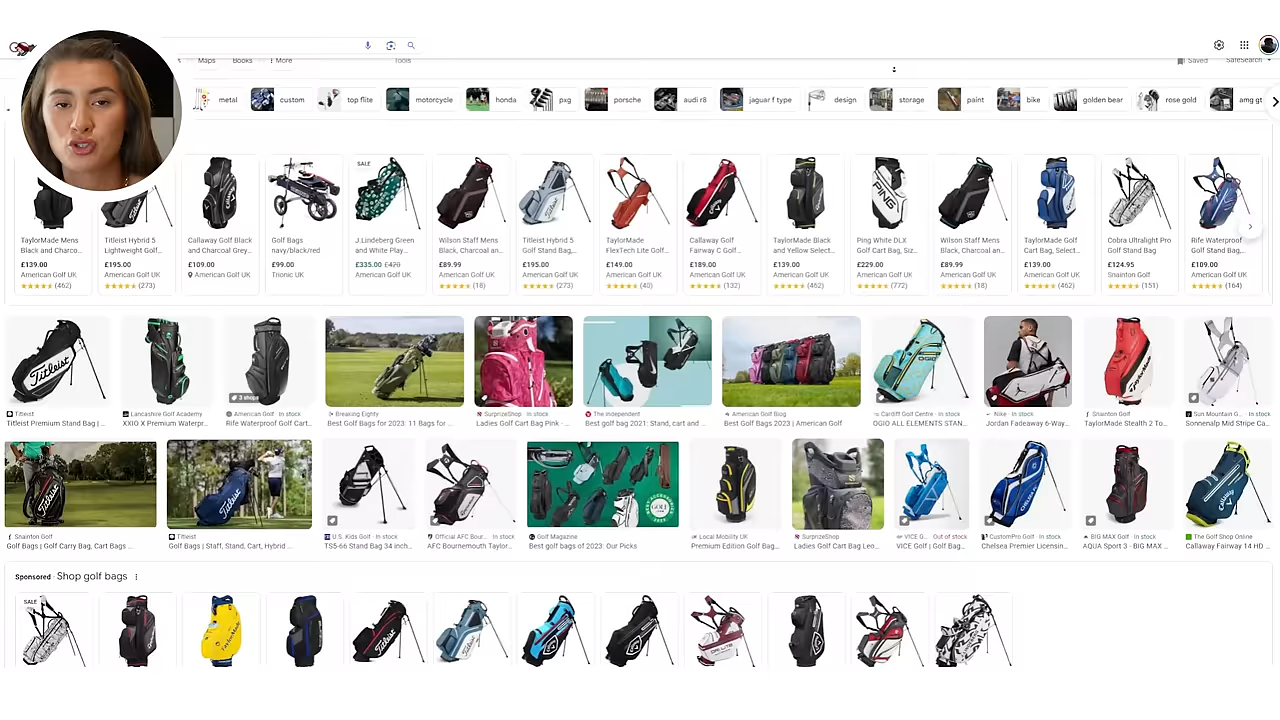 Maps Books More Tools Saved SafeSearch
metal custom top flite motorcycle honda pxg porsche audi r8 jaguar f type design storage paint bike golden bear rose gold amg gt
SALE
TaylorMade Mens
Black and Charco...
£139.00
American Golf UK
(462)
Titleist Hybrid 5
Lightweight Golf...
£195.00
American Golf UK
(273)
Callaway Golf Black
and Charcoal Grey...
£109.00
American Golf UK
Golf Bags
navy/black/red
£99.00
Trionic UK
J.Lindeberg Green
and White Play...
£335.00 £420
American Golf UK
Wilson Staff Mens
Black, Charcoal an...
£89.99
American Golf UK
(18)
Titleist Hybrid 5
Golf Stand Bag,...
£195.00
American Golf UK
(273)
TaylorMade
FlexTech Lite Golf...
£149.00
American Golf UK
(40)
Callaway Golf
Fairway C Golf...
£189.00
American Golf UK
(132)
TaylorMade Black
and Yellow Select...
£139.00
American Golf UK
(462)
Ping White DLX
Golf Cart Bag, Siz...
£229.00
American Golf UK
(772)
Wilson Staff Mens
Black, Charcoal an...
£89.99
American Golf UK
(18)
TaylorMade Golf
Cart Bag, Select...
£139.00
American Golf UK
(462)
Cobra Ultralight Pro
Golf Stand Bag
£124.95
Snainton Golf
(151)
Rife Waterproof
Golf Stand Bag,...
£109.00
American Golf UK
(164)
3 shops
Titleist
Titleist Premium Stand Bag | ...
Lancashire Golf Academy
XXIO X Premium Waterpr...
American Golf · In stock
Rife Waterproof Golf Cart...
Breaking Eighty
Best Golf Bags for 2023: 11 Bags for ...
SurprizeShop · In stock
Ladies Golf Cart Bag Pink - ...
The Independent
Best golf bag 2021: Stand, cart and ...
American Golf Blog
Best Golf Bags 2023 | American Golf
Cardiff Golf Centre · In stock
OGIO ALL ELEMENTS STAN...
Nike · In stock
Jordan Fadeaway 6-Way...
Snainton Golf
TaylorMade Stealth 2 To...
Sun Mountain G... · In stock
Sonnenalp Mid Stripe Ca...
Snainton Golf
Golf Bags | Golf Carry Bag, Cart Bags ...
Titleist
Golf Bags | Staff, Stand, Cart, Hybrid ...
U.S. Kids Golf · In stock
TS5-66 Stand Bag 34 inch...
Official AFC Bour... · In stock
AFC Bournemouth Taylor...
Golf Magazine
Best golf bags of 2023: Our Picks
Local Mobility UK
Premium Edition Golf Bag...
SurprizeShop · In stock
Ladies Golf Cart Bag Leo...
VICE G... · Out of stock
VICE Golf | Golf Bag...
CustomPro Golf · In stock
Chelsea Premier Licensin...
BIG MAX Golf · In stock
AQUA Sport 3 - BIG MAX ...
The Golf Shop Online
Callaway Fairway 14 HD ...
Sponsored · Shop golf bags
SALE